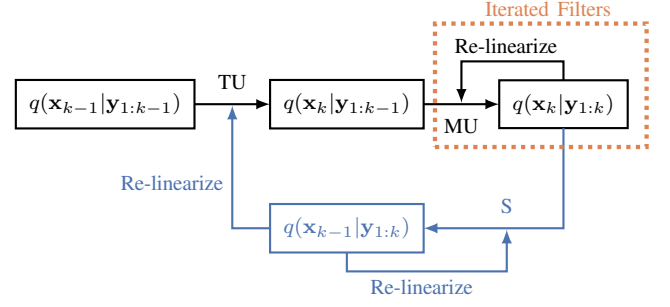 Iterated Filters
Re-linearize
TU
q(x_{k−1}|y_{1:k−1})
q(x_k|y_{1:k−1})
q(x_k|y_{1:k})
MU
Re-linearize
S
q(x_{k−1}|y_{1:k})
Re-linearize